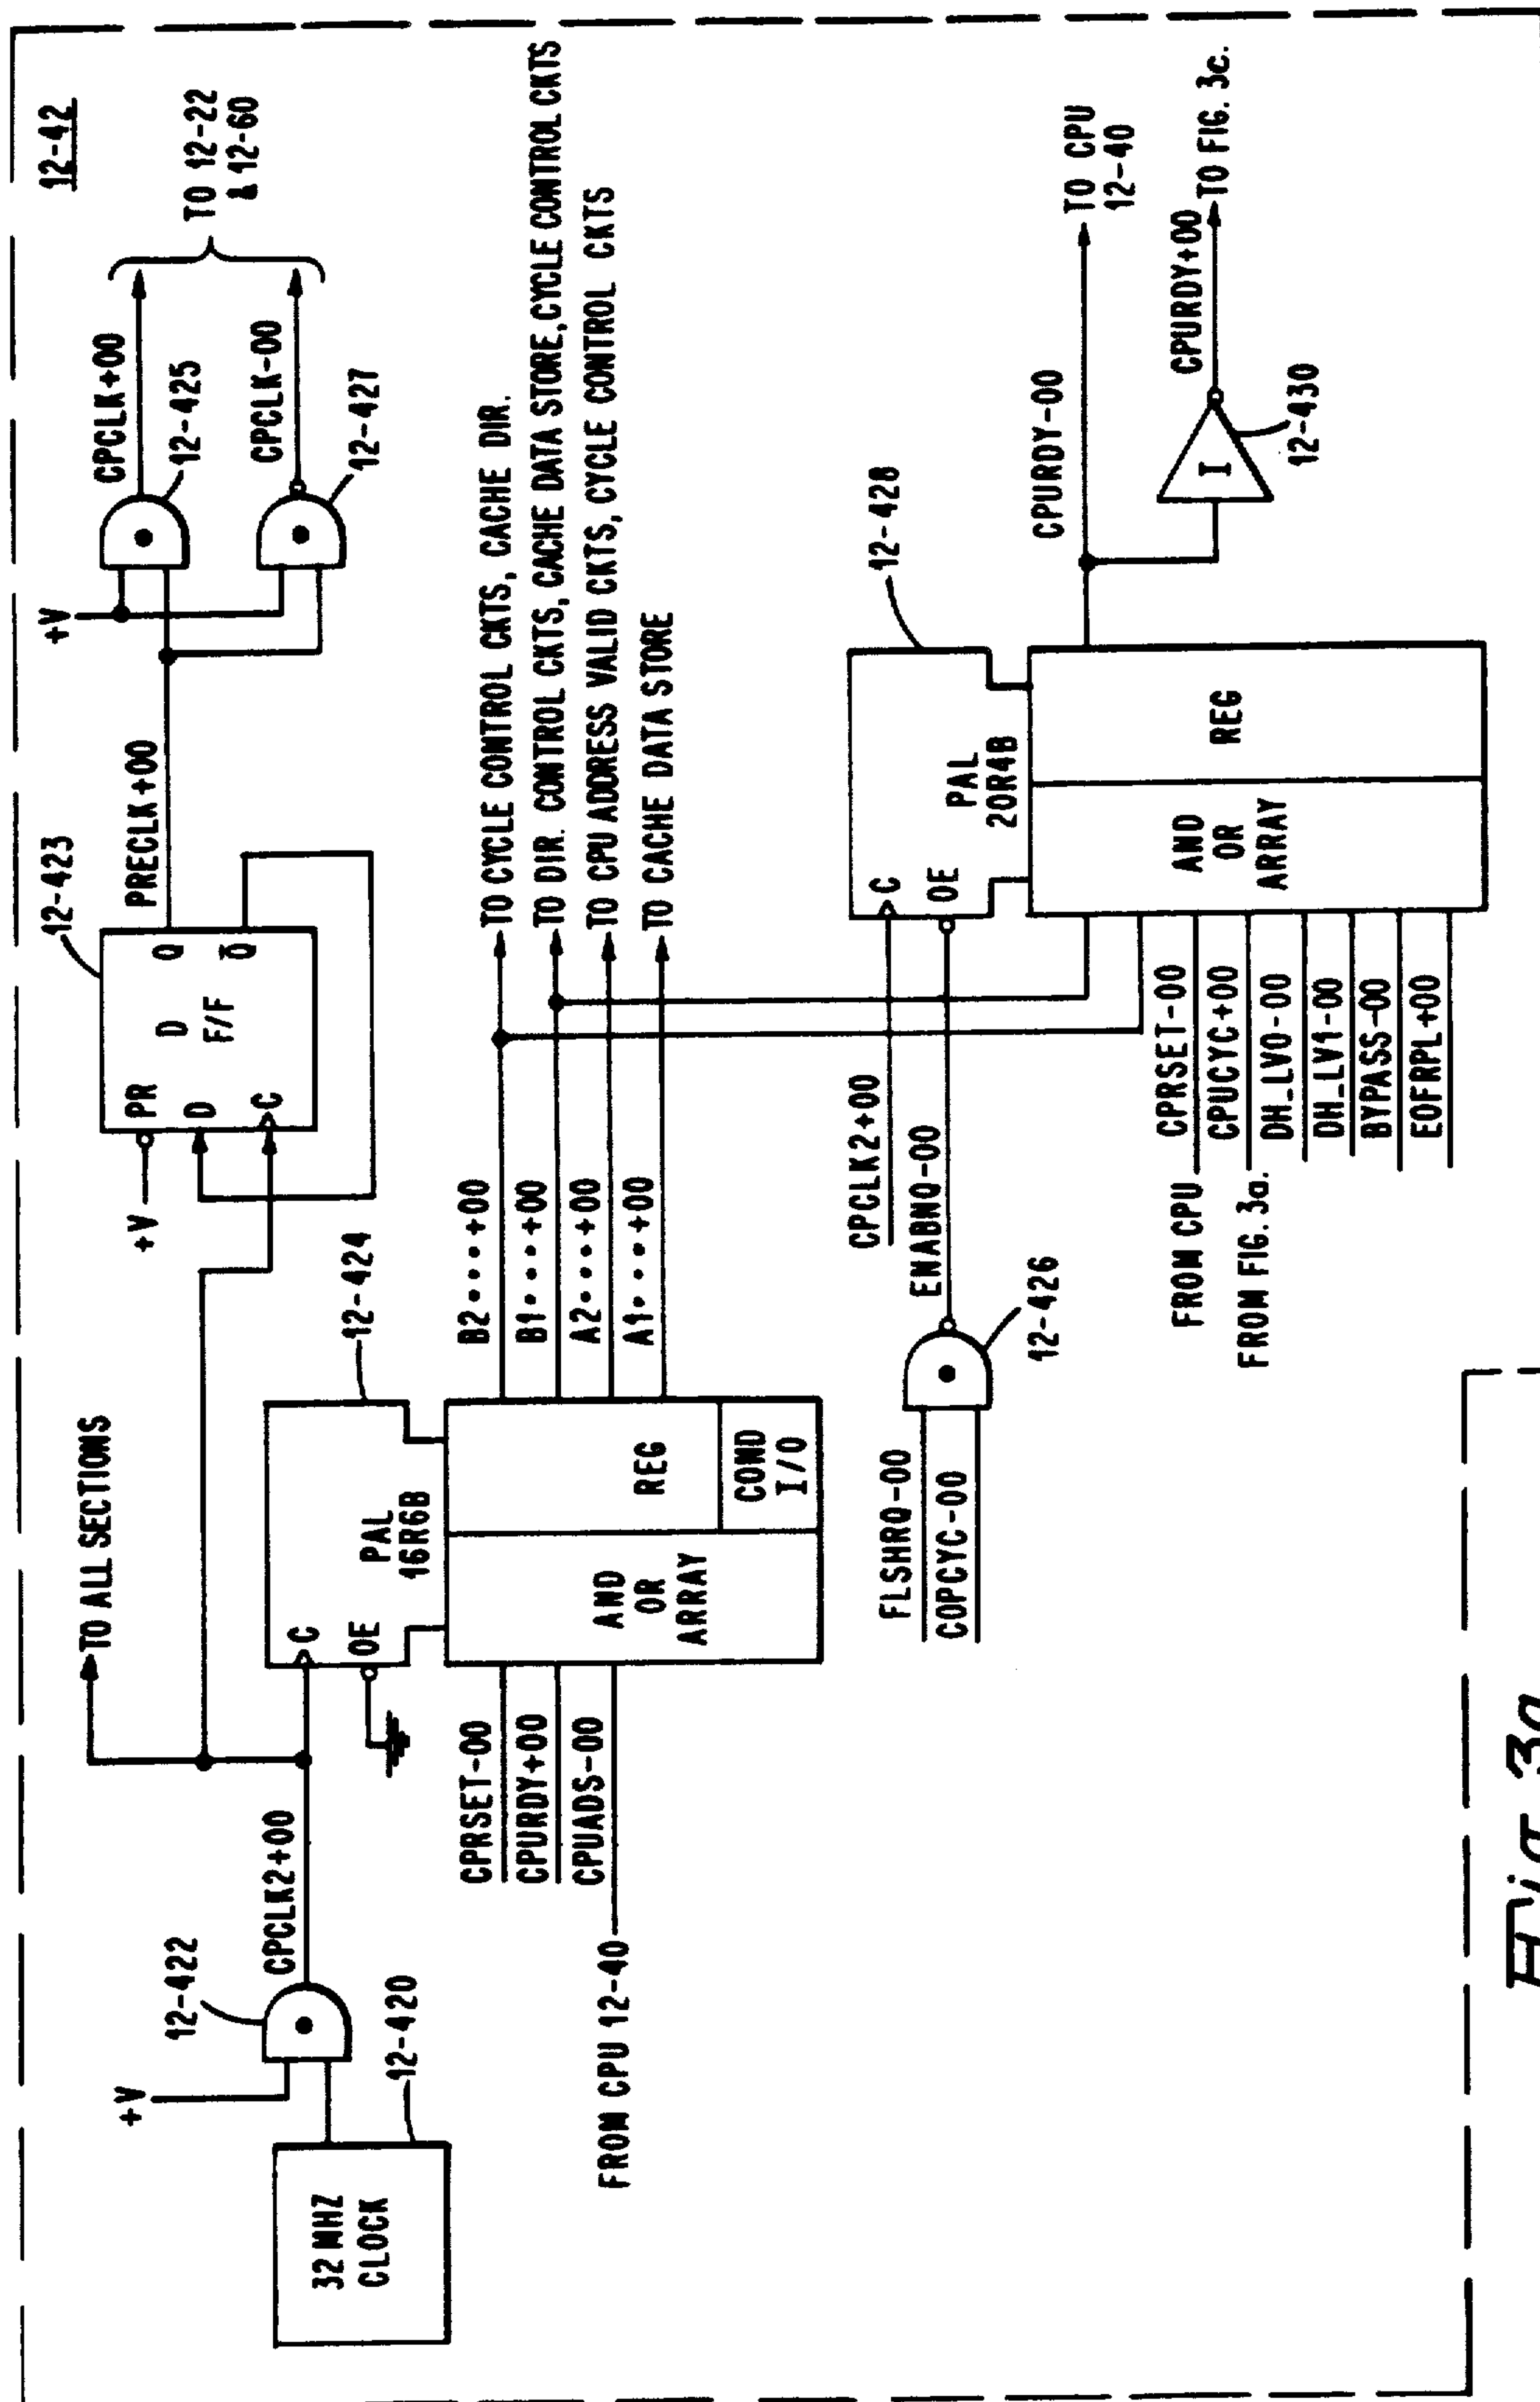 12-42
+V
12-422
CPCLK2+00
32 MHZ
CLOCK
12-420
TO ALL SECTIONS
12-424
C
OE
PAL
16R6B
AND
OR
ARRAY
REG
COND
I/O
CPRSET-00
CPURDY+00
CPUADS-00
FROM CPU 12-40
+V
12-423
PR
D
C
D
F/F
Q
Q̅
PRECLK+00
+V
CPCLK+00
12-425
CPCLK-00
12-427
TO 12-22
& 12-60
B2•••+00
B1•••+00
A2•••+00
A1•••+00
TO CYCLE CONTROL CKTS, CACHE DIR.
TO DIR. CONTROL CKTS, CACHE DATA STORE, CYCLE CONTROL CKTS
TO CPU ADDRESS VALID CKTS, CYCLE CONTROL CKTS
TO CACHE DATA STORE
FLSHRQ-00
COPCYC-00
12-426
CPCLK2+00
ENABNQ-00
12-428
C
OE
PAL
20R4B
AND
OR
ARRAY
REG
FROM CPU
CPRSET-00
FROM FIG. 3a.
CPUCYC+00
DH_LV0-00
DH_LV1-00
BYPASS-00
EOFRPL+00
CPURDY-00
TO CPU
12-40
I
12-430
CPURDY+00
TO FIG. 3c.